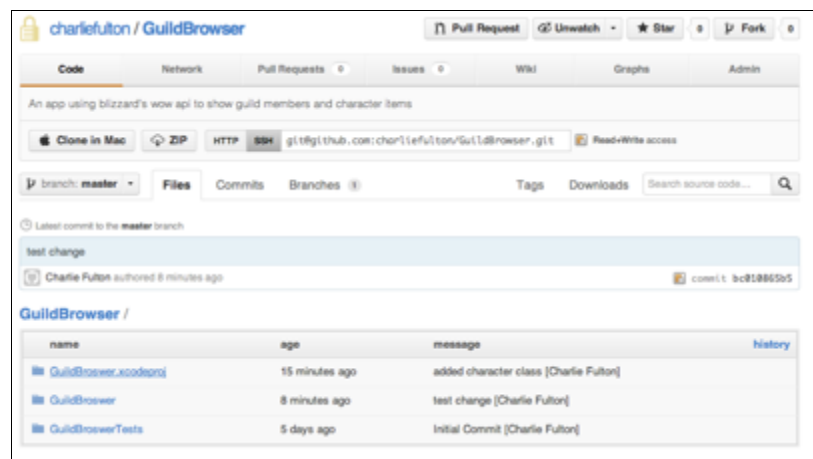 charliefulton / GuildBrowser
Pull Request Unwatch Star 0 Fork 0
Code Network Pull Requests 0 Issues 0 Wiki Graphs Admin
An app using blizzard's wow api to show guild members and character items
Clone in Mac ZIP HTTP SSH git@github.com:charliefulton/GuildBrowser.git Read+Write access
branch: master Files Commits Branches 1 Tags Downloads Search source code...
Latest commit to the master branch
test change
Charlie Fulton authored 8 minutes ago commit bc010865b5
GuildBrowser /
name age message history
GuildBroswer.xcodeproj 15 minutes ago added character class [Charlie Fulton]
GuildBroswer 8 minutes ago test change [Charlie Fulton]
GuildBroswerTests 5 days ago Initial Commit [Charlie Fulton]